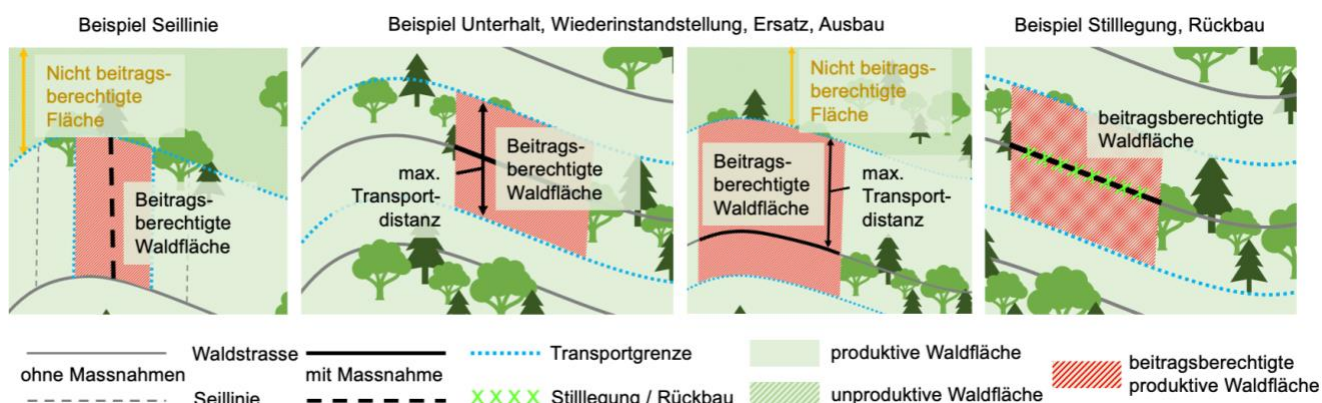 Beispiel Seillinie
Beispiel Unterhalt, Wiederinstandstellung, Ersatz, Ausbau
Beispiel Stilllegung, Rückbau
Nicht beitrags-
berechtigte
Fläche
Beitrags-
berechtigte
Waldfläche
max.
Transport-
distanz
Beitrags-
berechtigte
Waldfläche
Nicht beitrags-
berechtigte
Fläche
Beitrags-
berechtigte
Waldfläche
max.
Transport-
distanz
beitragsberechtigte
Waldfläche
Waldstrasse
ohne Massnahmen
Seillinie
mit Massnahme
Transportgrenze
XXXX Stilllegung / Rückbau
produktive Waldfläche
unproduktive Waldfläche
beitragsberechtigte
produktive Waldfläche